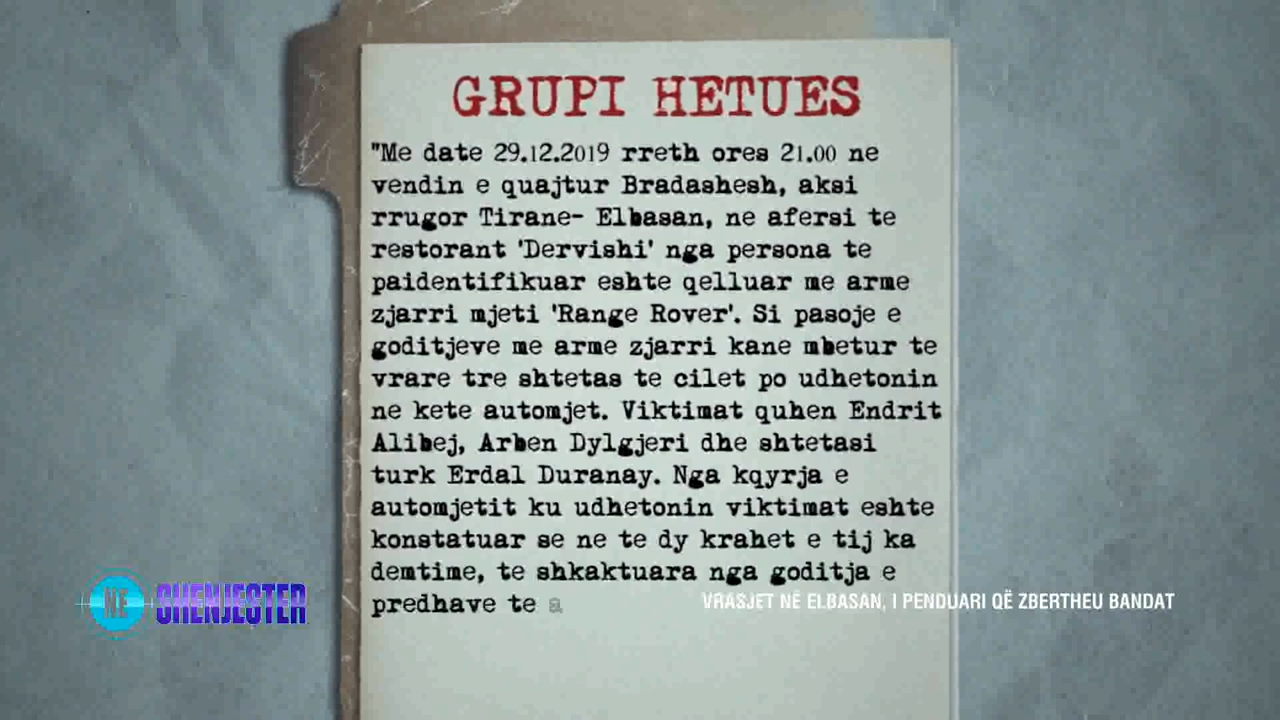 GRUPI HETUES
"Me date 29.12.2019 rreth ores 21.00 ne
vendin e quajtur Bradashesh, aksi
rrugor Tirane- Elbasan, ne afersi te
restorant 'Dervishi' nga persona te
paidentifikuar eshte qelluar me arme
zjarri mjeti 'Range Rover'. Si pasoje e
goditjeve me arme zjarri kane mbetur te
vrare tre shtetas te cilet po udhetonin
ne kete automjet. Viktimat quhen Endrit
Alibej, Arben Dylgjeri dhe shtetasi
turk Erdal Duranay. Nga kqyrja e
automjetit ku udhetonin viktimat eshte
konstatuar se ne te dy krahet e tij ka
demtime, te shkaktuara nga goditja e
predhave te a
NË SHENJESTER
VRASJET NË ELBASAN, I PENDUARI QË ZBERTHEU BANDAT